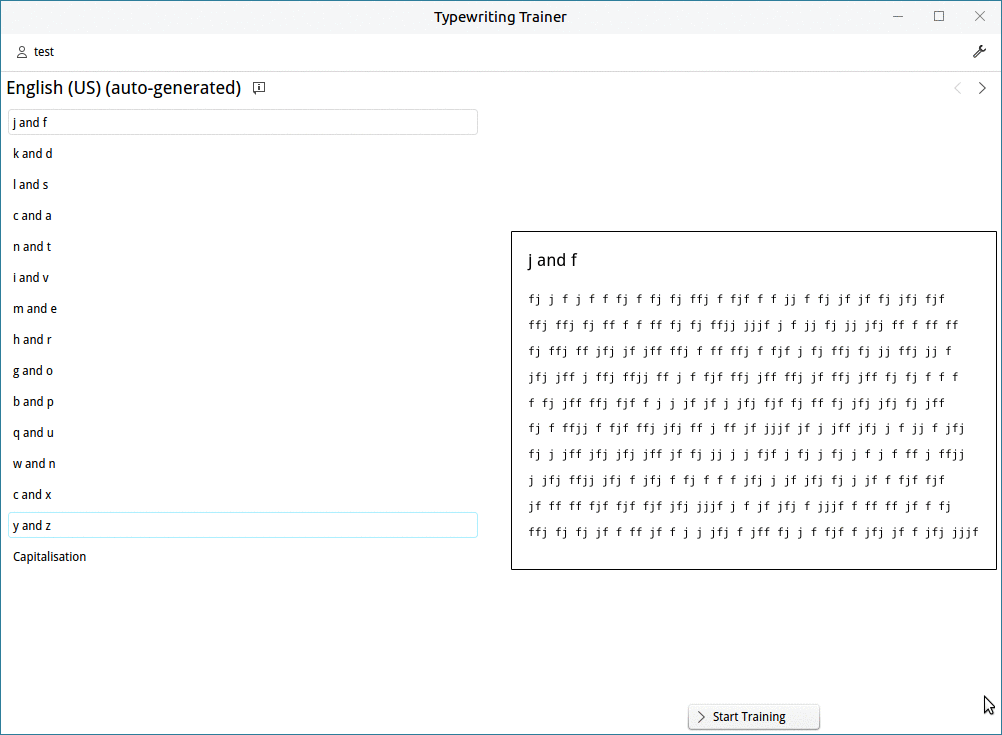 Typewriting Trainer
test
English (US) (auto-generated)
j and f
k and d
l and s
c and a
n and t
i and v
m and e
h and r
g and o
b and p
q and u
w and n
c and x
y and z
Capitalisation
j and f
fj j f j f f fj f fj fj ffj f fjf f f jj f fj jf jf fj jfj fjf
ffj ffj fj ff f f ff fj fj ffjj jjjf j f jj fj jj jfj ff f ff ff
fj ffj ff jfj jf jff ffj f ff ffj f fjf j fj ffj fj jj ffj jj f
jfj jff j ffj ffjj ff j f fjf ffj jff ffj jf ffj jff fj fj f f f
f fj jff ffj fjf f j j jf jf j jfj fjf fj ff fj jfj jfj fj jff
fj f ffjj f fjf ffj jfj ff j ff jf jjjf jf j jff jfj j f jj f jfj
fj j jff jfj jfj jff jf fj jj j j fjf j fj j fj j f j f ff j ffjj
j jfj ffjj jfj f jfj f fj f f f jfj j jf jfj fj j jf f fjf fjf
jf ff ff fjf fjf fjf jfj jjjf j f jf jfj f jjjf f ff ff jf f fj
ffj fj fj jf f ff jf f j j jfj f jff fj j f fjf f jfj jf f jfj jjjf
Start Training